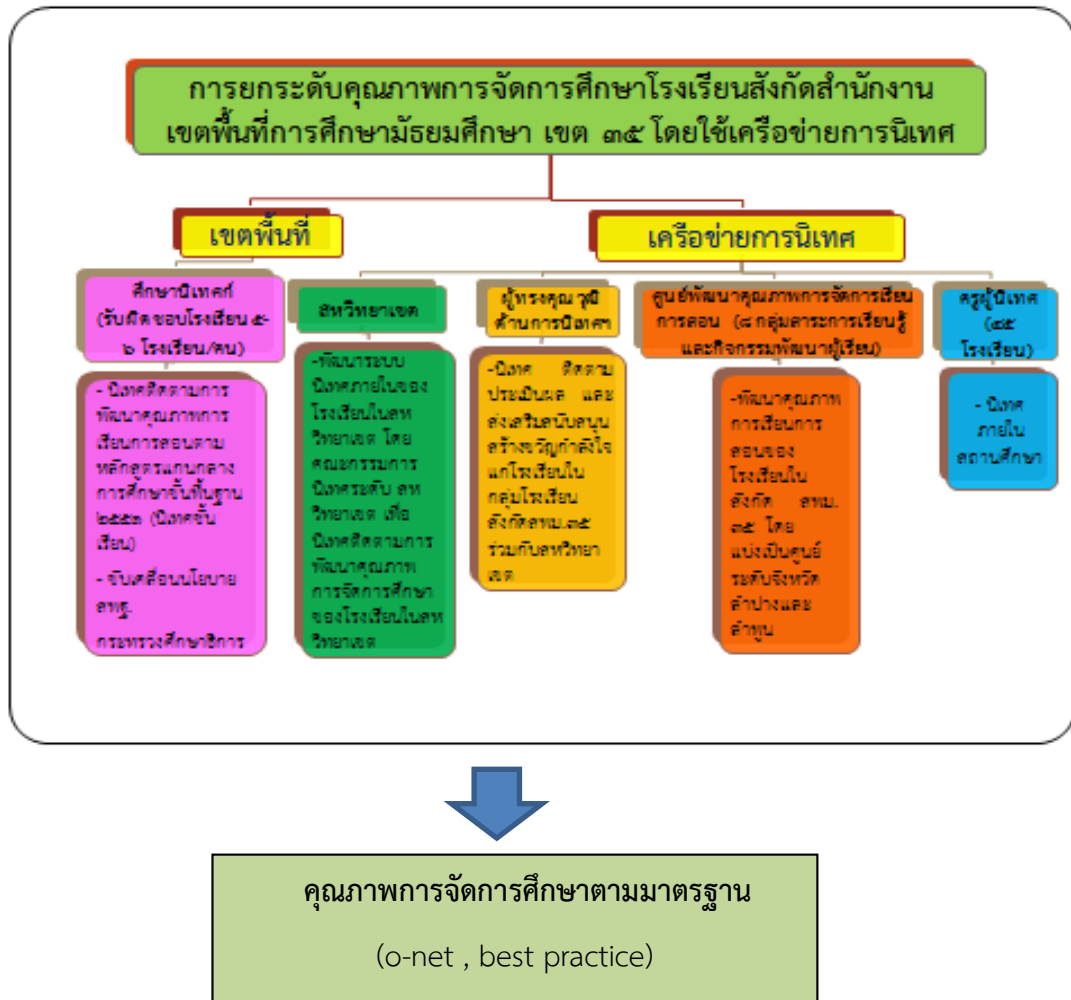 การยกระดับคุณภาพการจัดการศึกษาโรงเรียนสังกัดสำนักงาน
เขตพื้นที่การศึกษามัธยมศึกษา เขต ๓๕ โดยใช้เครือข่ายการนิเทศ
เขตพื้นที่
เครือข่ายการนิเทศ
ศึกษานิเทศก์
(รับผิดชอบโรงเรียน ๕-
๖ โรงเรียน/คน)
- นิเทศติดตามการ
พัฒนาคุณภาพการ
เรียนการสอนตาม
หลักสูตรแกนกลาง
การศึกษาขั้นพื้นฐาน
๒๕๕๑ (นิเทศชั้น
เรียน)
- ขับเคลื่อนนโยบาย
สพฐ.
กระทรวงศึกษาธิการ
สหวิทยาเขต
-พัฒนาระบบ
นิเทศภายในของ
โรงเรียนในสห
วิทยาเขต โดย
คณะกรรมการ
นิเทศระดับ สห
วิทยาเขต เพื่อ
นิเทศติดตามการ
พัฒนาคุณภาพ
การจัดการศึกษา
ของโรงเรียนในสห
วิทยาเขต
ผู้ทรงคุณวุฒิ
ด้านการนิเทศฯ
-นิเทศ ติดตาม
ประเมินผล และ
ส่งเสริมสนับสนุน
สร้างขวัญกำลังใจ
แก่โรงเรียนใน
กลุ่มโรงเรียน
สังกัดสพม.๓๕
ร่วมกับสหวิทยา
เขต
ศูนย์พัฒนาคุณภาพการจัดการเรียน
การสอน (๘ กลุ่มสาระการเรียนรู้
และกิจกรรมพัฒนาผู้เรียน)
-พัฒนาคุณภาพ
การเรียนการ
สอนของ
โรงเรียนใน
สังกัด สพม.
๓๕ โดย
แบ่งเป็นศูนย์
ระดับจังหวัด
ลำปางและ
ลำพูน
ครูผู้นิเทศ
(๔๕
โรงเรียน)
- นิเทศ
ภายใน
สถานศึกษา
คุณภาพการจัดการศึกษาตามมาตรฐาน
(o-net , best practice)